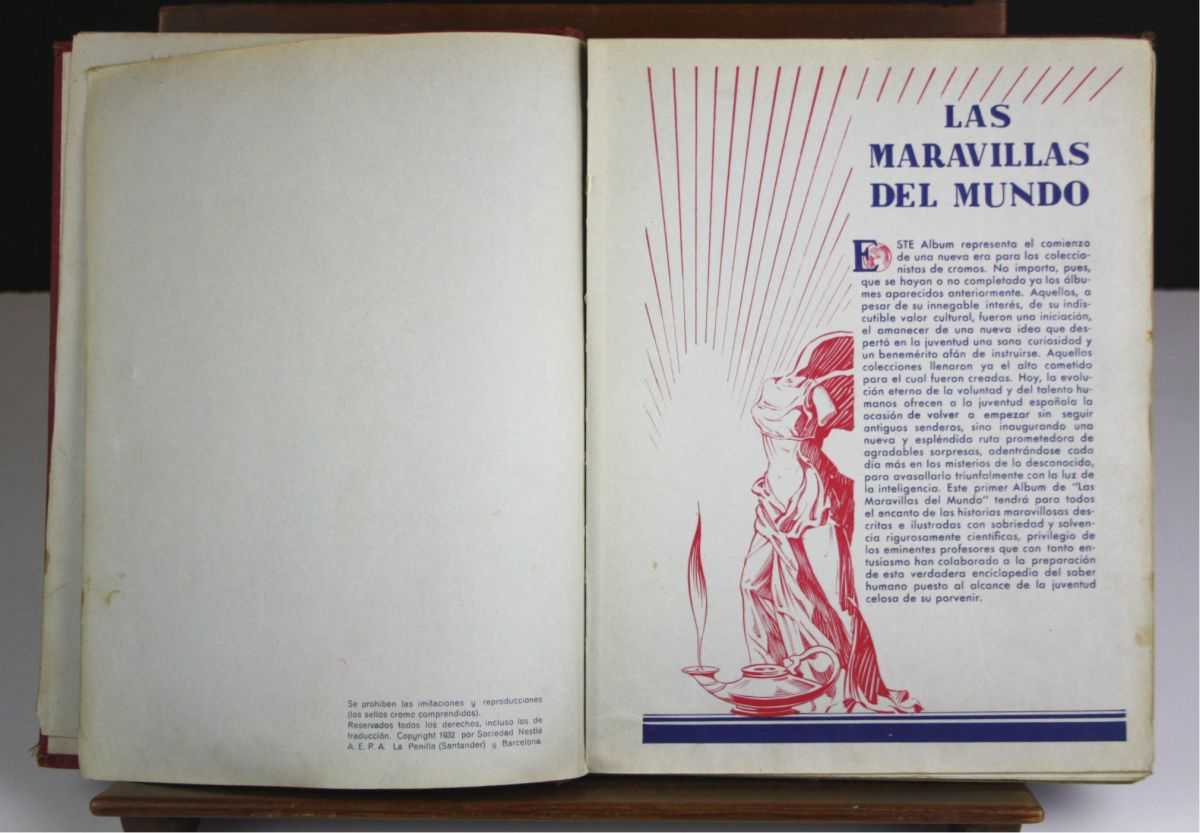 Se prohiben las imitaciones y reproducciones
(los sellos cromo comprendidos).
Reservados todos los derechos, incluso los de
traducción. Copyright 1932 por Sociedad Nestlé
A. E. P. A. La Penilla (Santander) y Barcelona.
LAS
MARAVILLAS
DEL MUNDO
ESTE Album representa el comienzo
de una nueva era para los coleccio-
nistas de cromos. No importa, pues,
que se hayan o no completado ya los álbu-
mes aparecidos anteriormente. Aquellos, a
pesar de su innegable interés, de su indis-
cutible valor cultural, fueron una iniciación,
el amanecer de una nueva idea que des-
pertó en la juventud una sana curiosidad y
un benemérito afán de instruirse. Aquellas
colecciones llenaron ya el alto cometido
para el cual fueron creadas. Hoy, la evolu-
ción eterna de la voluntad y del talento hu-
manos ofrecen a la juventud española la
ocasión de volver a empezar sin seguir
antiguos senderos, sino inaugurando una
nueva y espléndida ruta prometedora de
agradables sorpresas, adentrándose cada
día más en los misterios de lo desconocido,
para avasallarlo triunfalmente con la luz de
la inteligencia. Este primer Album de "Las
Maravillas del Mundo" tendrá para todos
el encanto de las historias maravillosas des-
critas e ilustradas con sobriedad y solven-
cia rigurosamente científicas, privilegio de
los eminentes profesores que con tanto en-
tusiasmo han colaborado a la preparación
de esta verdadera enciclopedia del saber
humano puesto al alcance de la juventud
celosa de su porvenir.